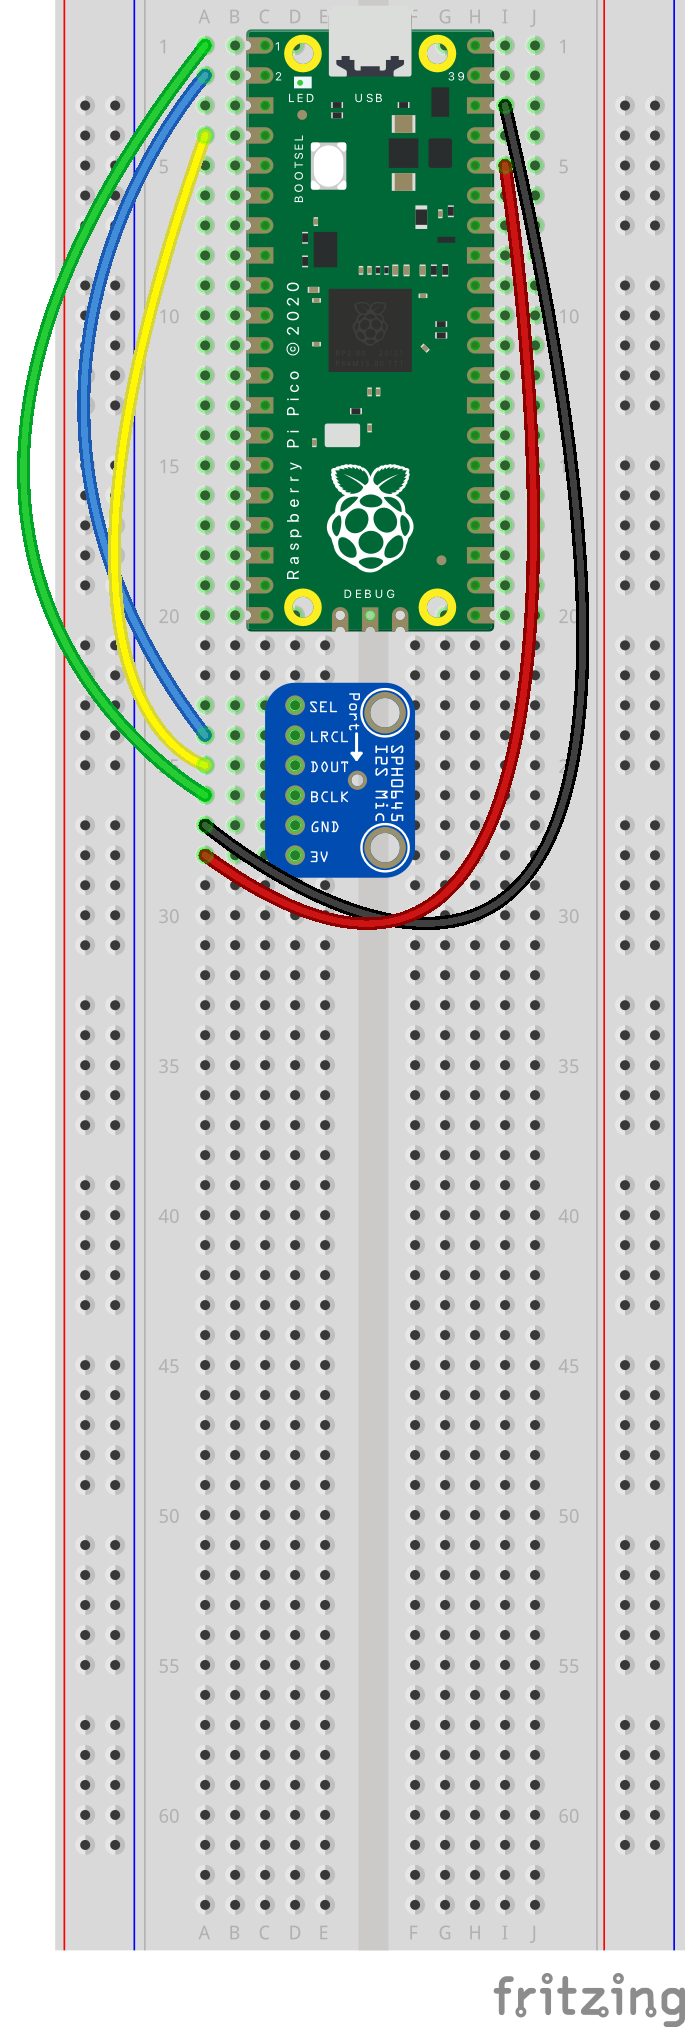 A B C D E F G H I J
1 1 1
2 39
LED USB
BOOTSEL
5 5
10 10
Raspberry Pi Pico ©2020
15
20 20
DEBUG
SEL
LRCL
DOUT
BCLK
GND
3V
Port
SPH0645
I2S Mic
30 30
35 35
40 40
45 45
50 50
55 55
60 60
A B C D E F G H I J
fritzing